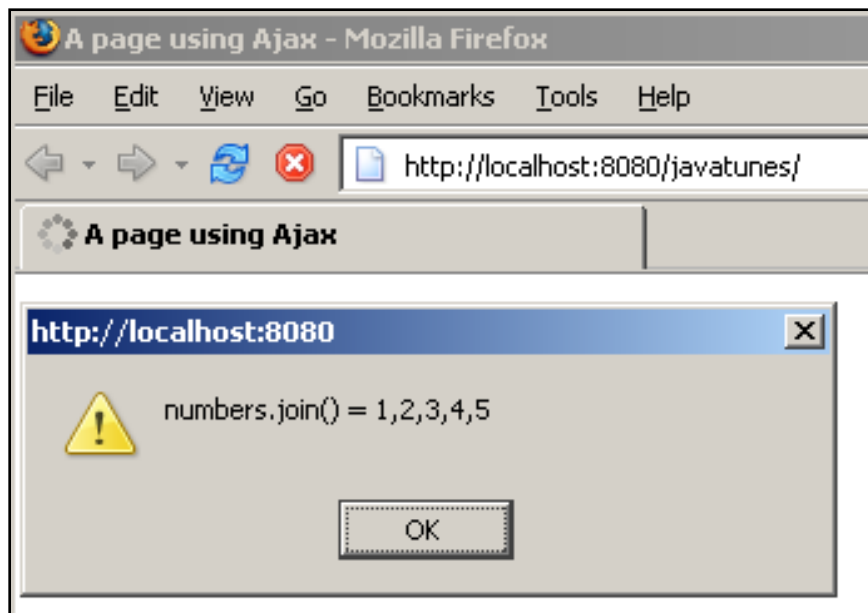 A page using Ajax - Mozilla Firefox
File Edit View Go Bookmarks Tools Help
http://localhost:8080/javatunes/
A page using Ajax
http://localhost:8080
numbers.join() = 1,2,3,4,5
OK